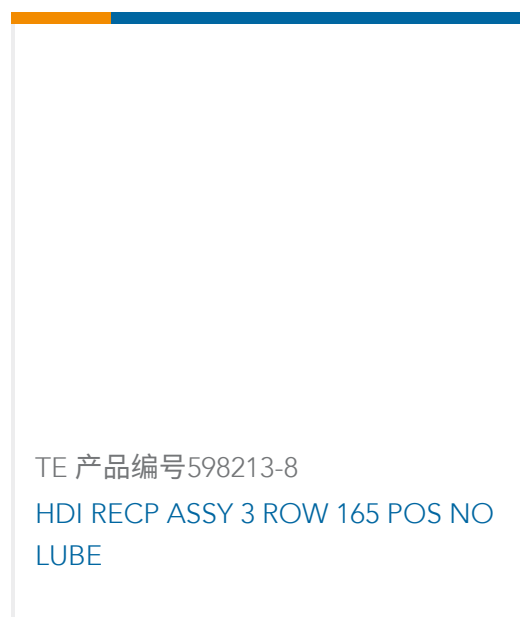 TE 产品编号598213-8
HDI RECP ASSY 3 ROW 165 POS NO
LUBE